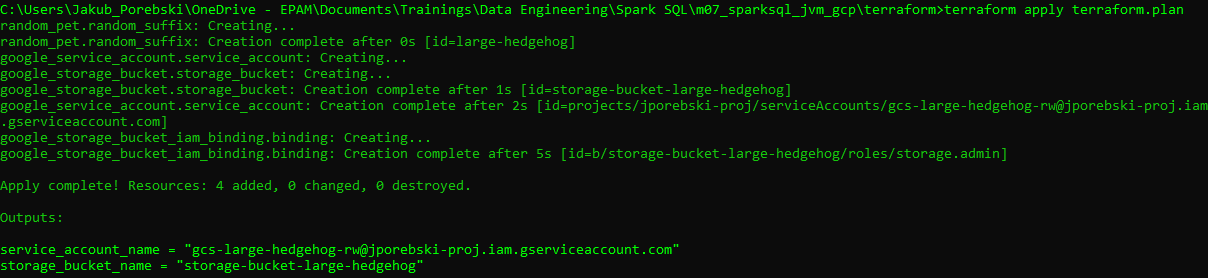 C:\Users\Jakub_Porebski\OneDrive - EPAM\Documents\Trainings\Data Engineering\Spark SQL\m07_sparksql_jvm_gcp\terraform>terraform apply terraform.plan
random_pet.random_suffix: Creating...
random_pet.random_suffix: Creation complete after 0s [id=large-hedgehog]
google_service_account.service_account: Creating...
google_storage_bucket.storage_bucket: Creating...
google_storage_bucket.storage_bucket: Creation complete after 1s [id=storage-bucket-large-hedgehog]
google_service_account.service_account: Creation complete after 2s [id=projects/jporebski-proj/serviceAccounts/gcs-large-hedgehog-rw@jporebski-proj.iam
.gserviceaccount.com]
google_storage_bucket_iam_binding.binding: Creating...
google_storage_bucket_iam_binding.binding: Creation complete after 5s [id=b/storage-bucket-large-hedgehog/roles/storage.admin]
Apply complete! Resources: 4 added, 0 changed, 0 destroyed.
Outputs:
service_account_name = "gcs-large-hedgehog-rw@jporebski-proj.iam.gserviceaccount.com"
storage_bucket_name = "storage-bucket-large-hedgehog"